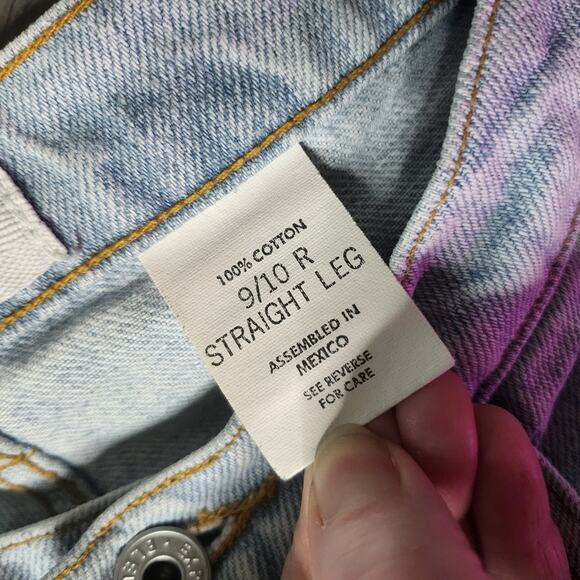 100% COTTON
9/10 R
STRAIGHT LEG
ASSEMBLED IN
MEXICO
SEE REVERSE
FOR CARE